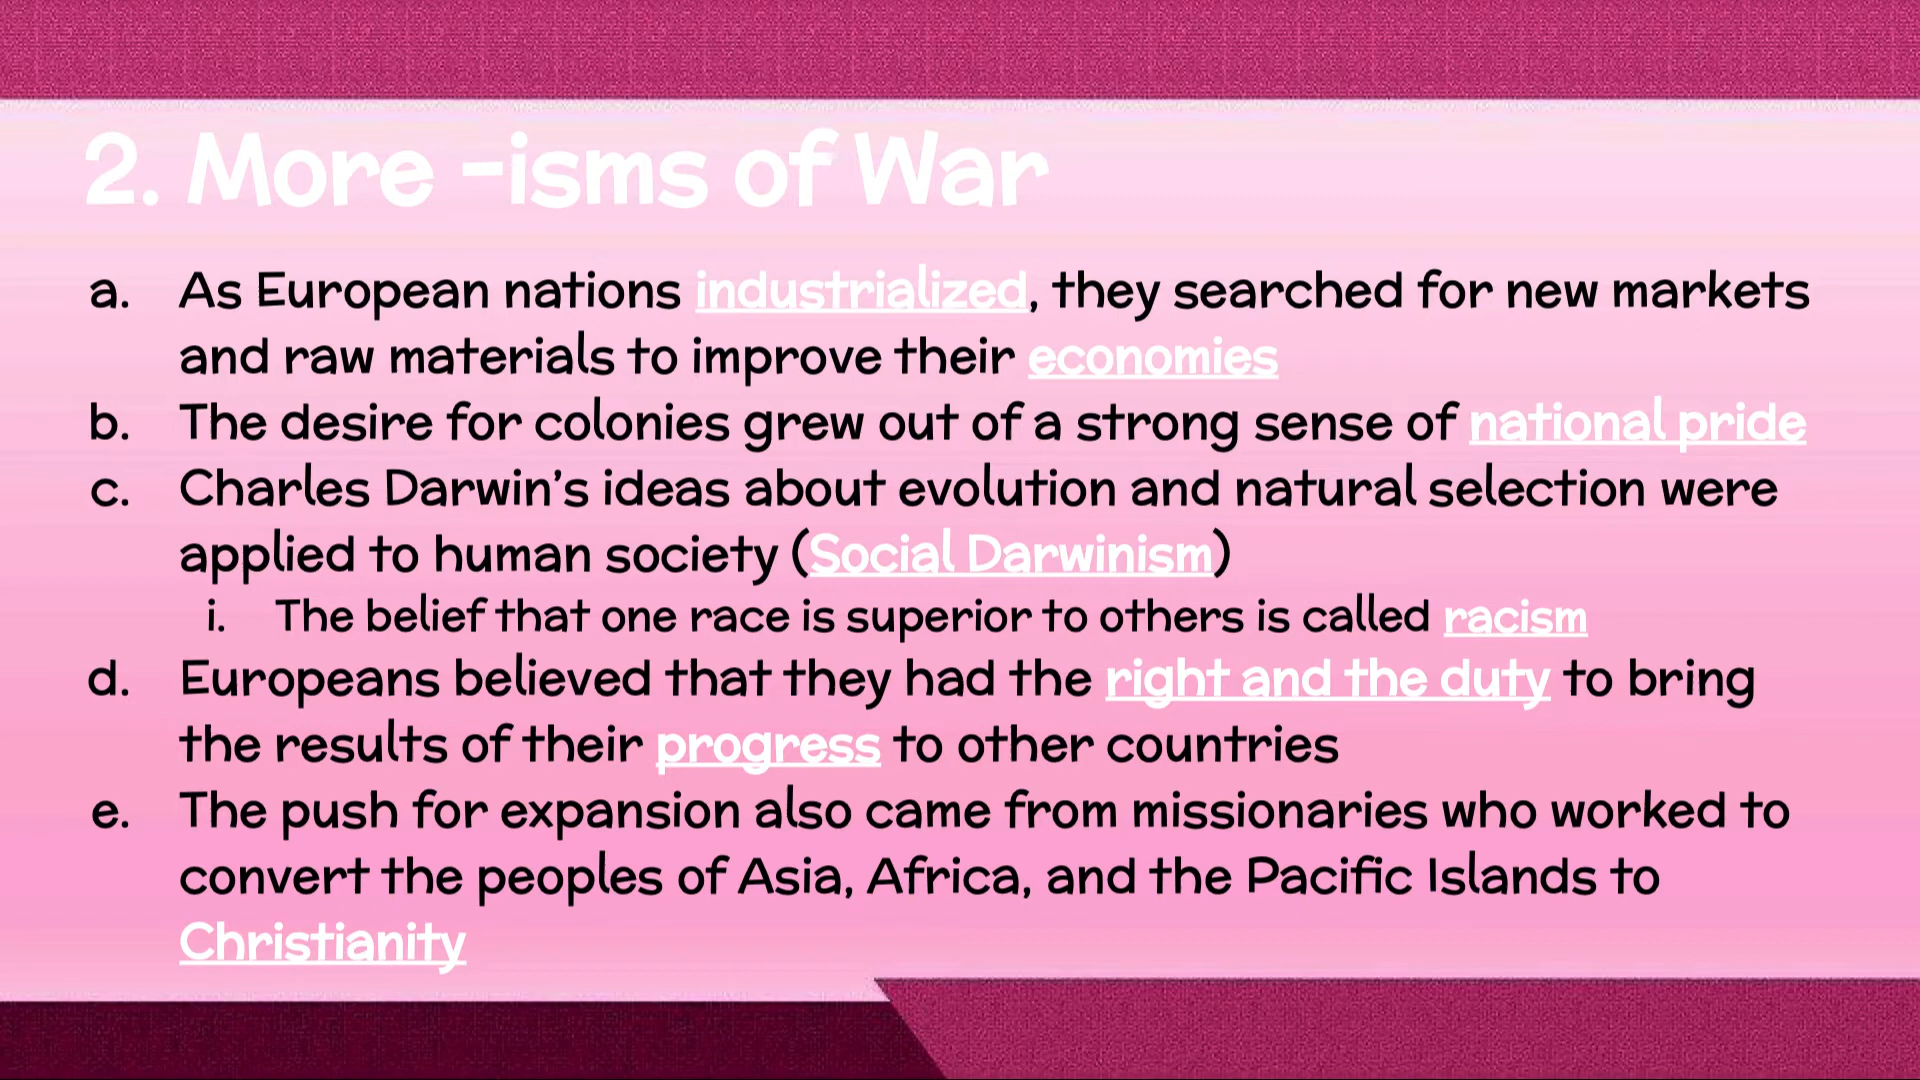 2. More -isms of War
a. As European nations industrialized, they searched for new markets
and raw materials to improve their economies
b. The desire for colonies grew out of a strong sense of national pride
c. Charles Darwin’s ideas about evolution and natural selection were
applied to human society (Social Darwinism)
i. The belief that one race is superior to others is called racism
d. Europeans believed that they had the right and the duty to bring
the results of their progress to other countries
e. The push for expansion also came from missionaries who worked to
convert the peoples of Asia, Africa, and the Pacific Islands to
Christianity